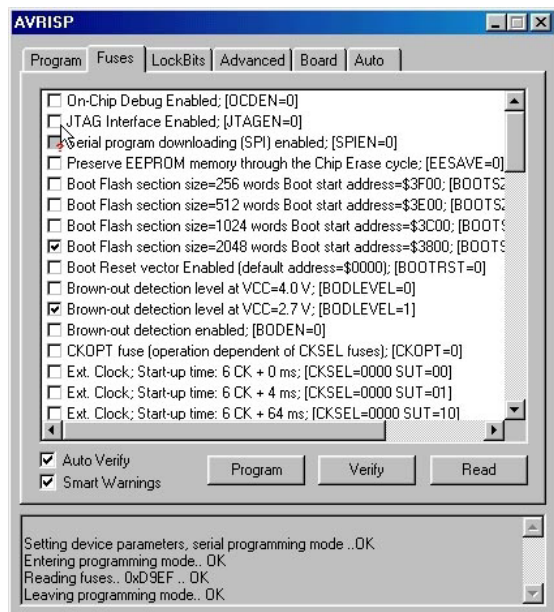 AVRISP
Program Fuses LockBits Advanced Board Auto
On-Chip Debug Enabled; [OCDEN=0]
JTAG Interface Enabled; [JTAGEN=0]
Serial program downloading (SPI) enabled; [SPIEN=0]
Preserve EEPROM memory through the Chip Erase cycle; [EESAVE=0]
Boot Flash section size=256 words Boot start address=$3F00; [BOOTSZ
Boot Flash section size=512 words Boot start address=$3E00; [BOOTSZ
Boot Flash section size=1024 words Boot start address=$3C00; [BOOTS
Boot Flash section size=2048 words Boot start address=$3800; [BOOTS
Boot Reset vector Enabled (default address=$0000); [BOOTRST=0]
Brown-out detection level at VCC=4.0 V; [BODLEVEL=0]
Brown-out detection level at VCC=2.7 V; [BODLEVEL=1]
Brown-out detection enabled; [BODEN=0]
CKOPT fuse (operation dependent of CKSEL fuses); [CKOPT=0]
Ext. Clock; Start-up time: 6 CK + 0 ms; [CKSEL=0000 SUT=00]
Ext. Clock; Start-up time: 6 CK + 4 ms; [CKSEL=0000 SUT=01]
Ext. Clock; Start-up time: 6 CK + 64 ms; [CKSEL=0000 SUT=10]
Auto Verify
Smart Warnings
Program Verify Read
Setting device parameters, serial programming mode ..OK
Entering programming mode.. OK
Reading fuses.. 0xD9EF .. OK
Leaving programming mode.. OK